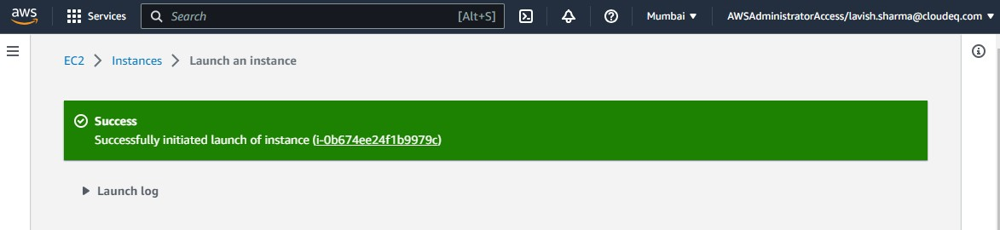 aws Services Search [Alt+S] Mumbai ▼ AWSAdministratorAccess/lavish.sharma@cloudeq.com ▼
EC2 > Instances > Launch an instance
Success
Successfully initiated launch of instance (i-0b674ee24f1b9979c)
▶ Launch log